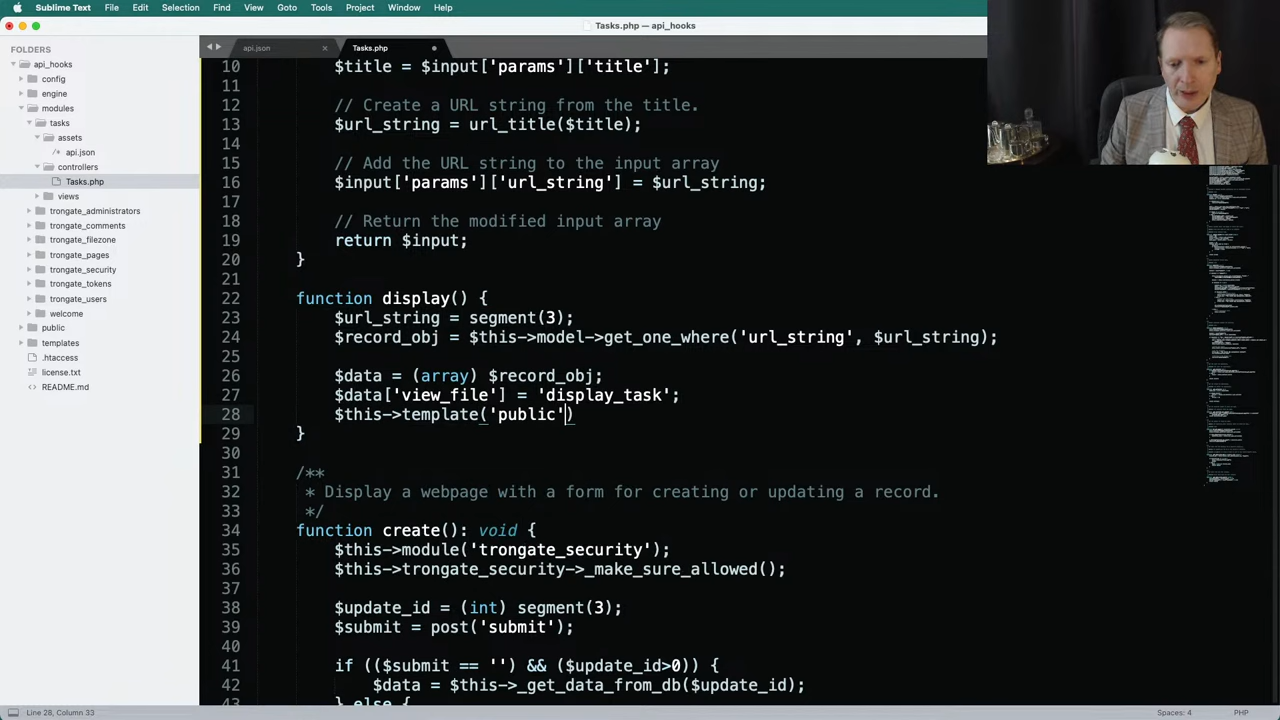 Sublime Text File Edit Selection Find View Goto Tools Project Window Help
Tasks.php — api_hooks
FOLDERS
api_hooks
config
engine
modules
tasks
assets
api.json
controllers
Tasks.php
views
trongate_administrators
trongate_comments
trongate_filezone
trongate_pages
trongate_security
trongate_tokens
trongate_users
welcome
public
templates
.htaccess
license.txt
README.md
api.json
Tasks.php
10 $title = $input['params']['title'];
11
12 // Create a URL string from the title.
13 $url_string = url_title($title);
14
15 // Add the URL string to the input array
16 $input['params']['url_string'] = $url_string;
17
18 // Return the modified input array
19 return $input;
20 }
21
22 function display() {
23 $url_string = segment(3);
24 $record_obj = $this->model->get_one_where('url_string', $url_string);
25
26 $data = (array) $record_obj;
27 $data['view_file'] = 'display_task';
28 $this->template('public')
29 }
30
31 /**
32 * Display a webpage with a form for creating or updating a record.
33 */
34 function create(): void {
35 $this->module('trongate_security');
36 $this->trongate_security->_make_sure_allowed();
37
38 $update_id = (int) segment(3);
39 $submit = post('submit');
40
41 if (($submit == '') && ($update_id>0)) {
42 $data = $this->_get_data_from_db($update_id);
43 } else {
Line 28, Column 33
Spaces: 4
PHP